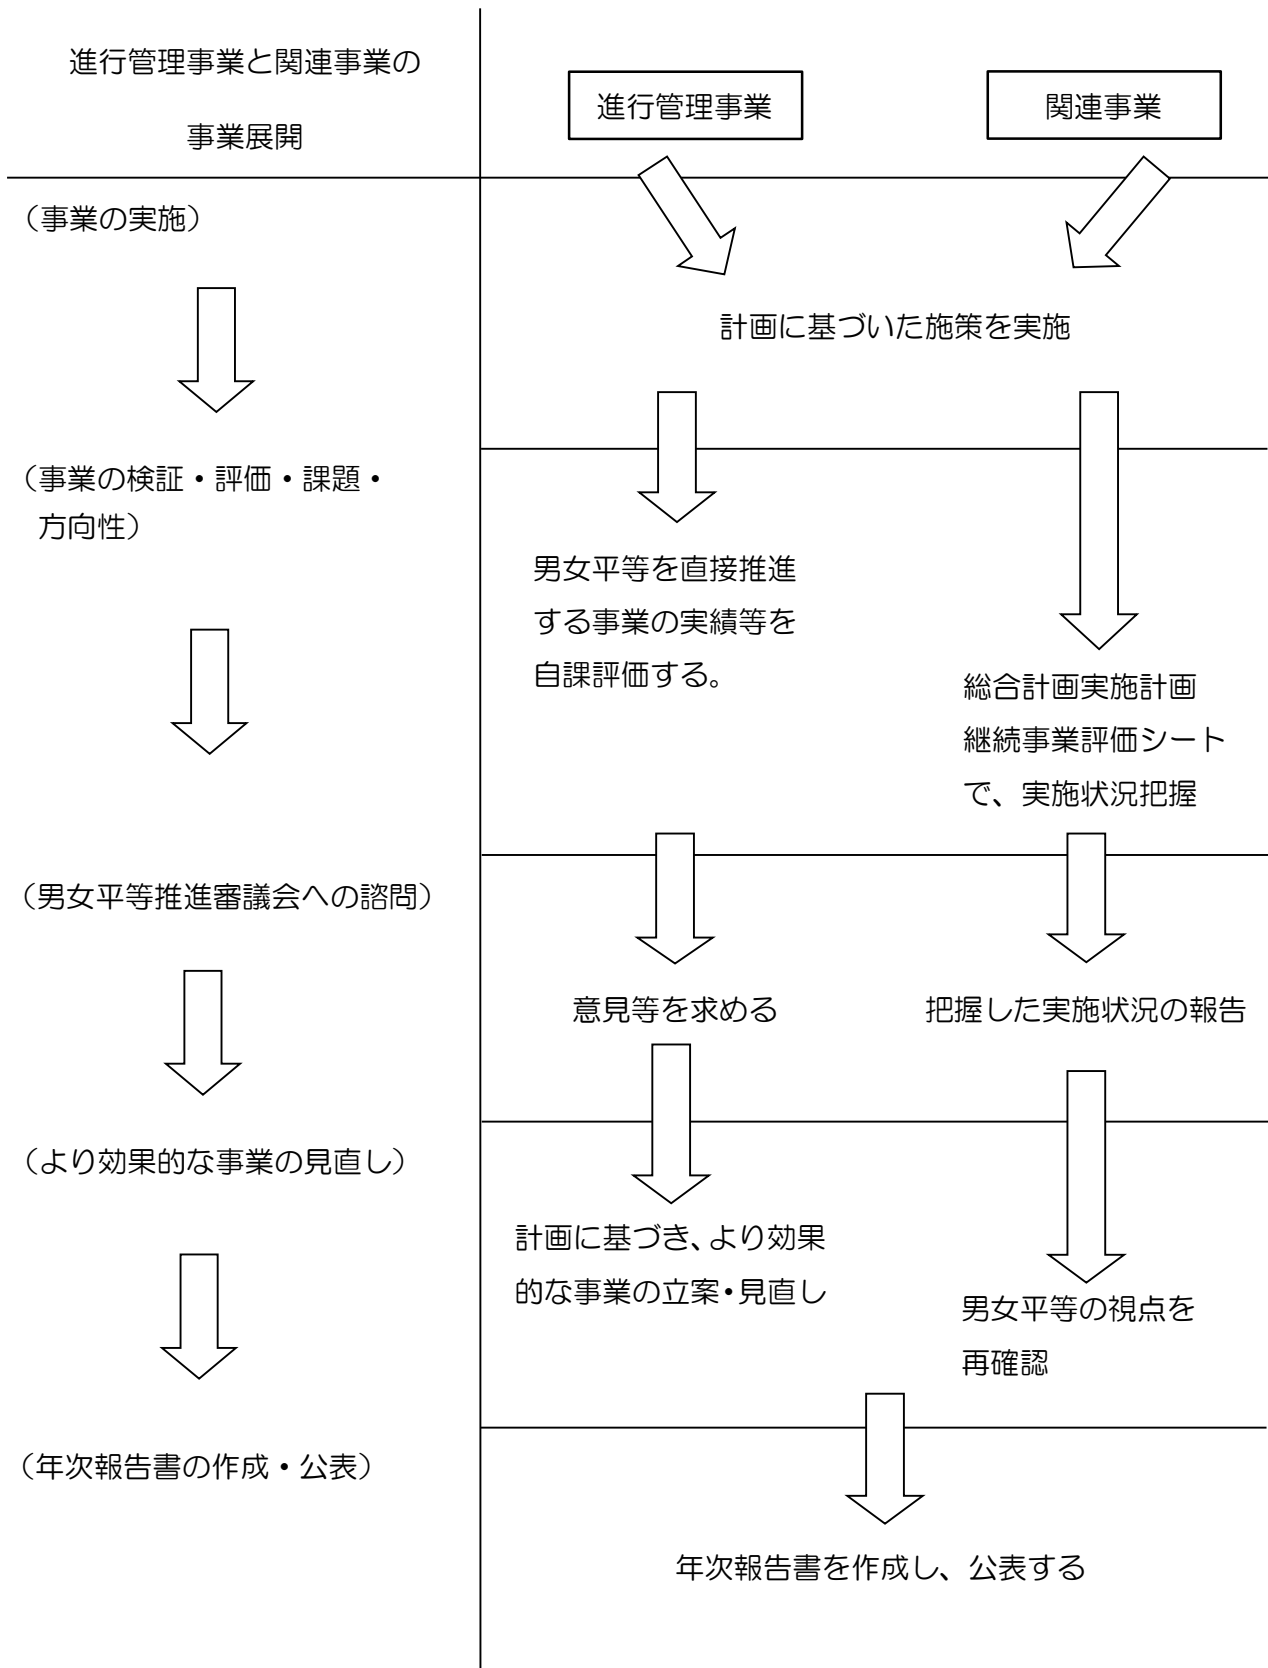 進行管理事業と関連事業の
事業展開
進行管理事業
関連事業
（事業の実施）
計画に基づいた施策を実施
（事業の検証・評価・課題・
方向性）
男女平等を直接推進
する事業の実績等を
自課評価する。
総合計画実施計画
継続事業評価シート
で、実施状況把握
（男女平等推進審議会への諮問）
意見等を求める
把握した実施状況の報告
（より効果的な事業の見直し）
計画に基づき、より効果
的な事業の立案・見直し
男女平等の視点を
再確認
（年次報告書の作成・公表）
年次報告書を作成し、公表する